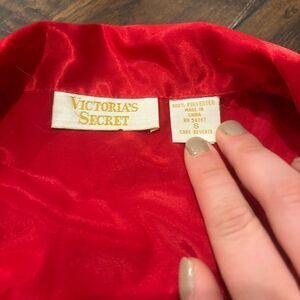 VICTORIA'S
SECRET
100% POLYESTER
MADE IN
CHINA
RN 54867
S
CARE REVERSE